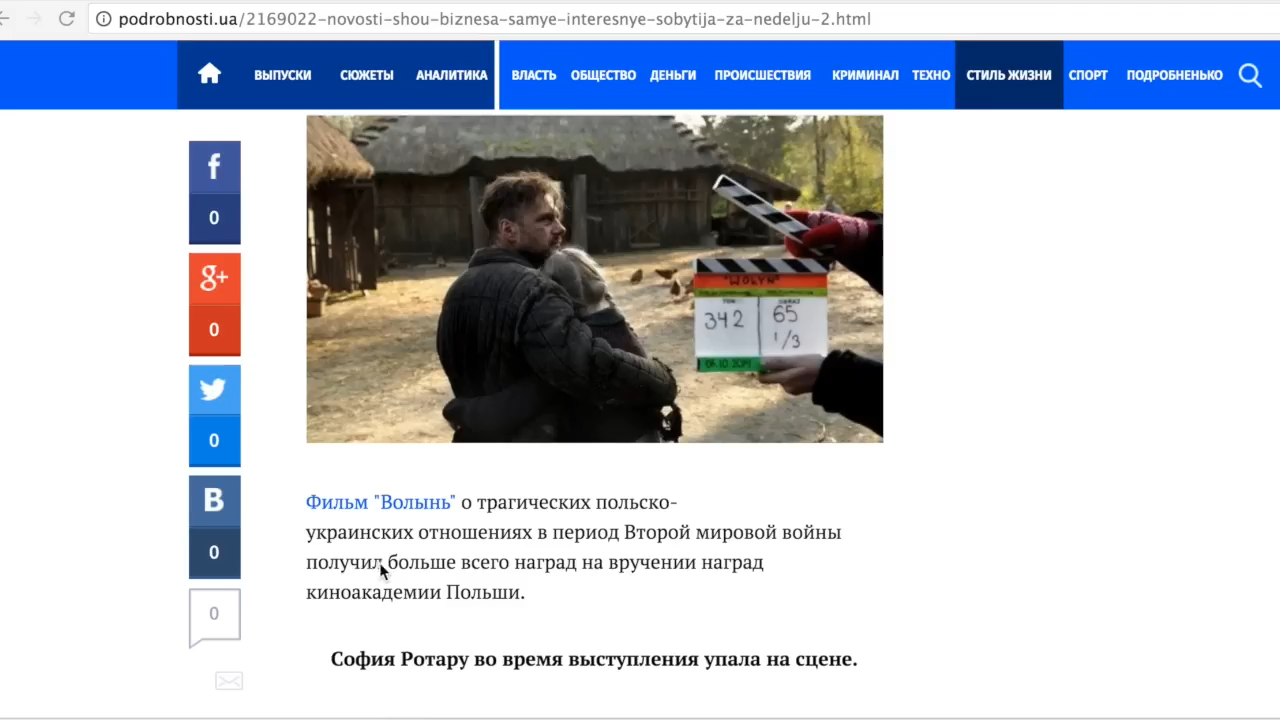 podrobnosti.ua/2169022-novosti-shou-biznesa-samye-interesnye-sobytija-za-nedelju-2.html
ВЫПУСКИ СЮЖЕТЫ АНАЛИТИКА ВЛАСТЬ ОБЩЕСТВО ДЕНЬГИ ПРОИСШЕСТВИЯ КРИМИНАЛ ТЕХНО СТИЛЬ ЖИЗНИ СПОРТ ПОДРОБНЕНЬКО
f
0
g+
0
0
B
0
0
"WOŁYŃ"
342 65
1/3
Фильм "Волынь" о трагических польско-
украинских отношениях в период Второй мировой войны
получил больше всего наград на вручении наград
киноакадемии Польши.
София Ротару во время выступления упала на сцене.